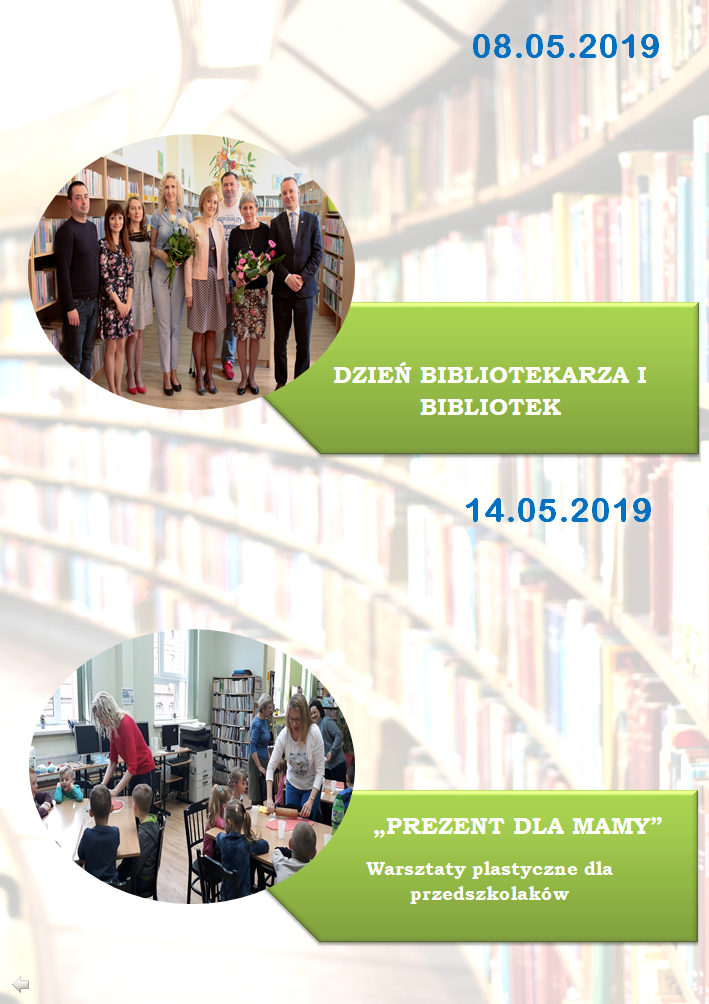 08.05.2019
DZIEŃ BIBLIOTEKARZA I
BIBLIOTEK
14.05.2019
„PREZENT DLA MAMY”
Warsztaty plastyczne dla
przedszkolaków